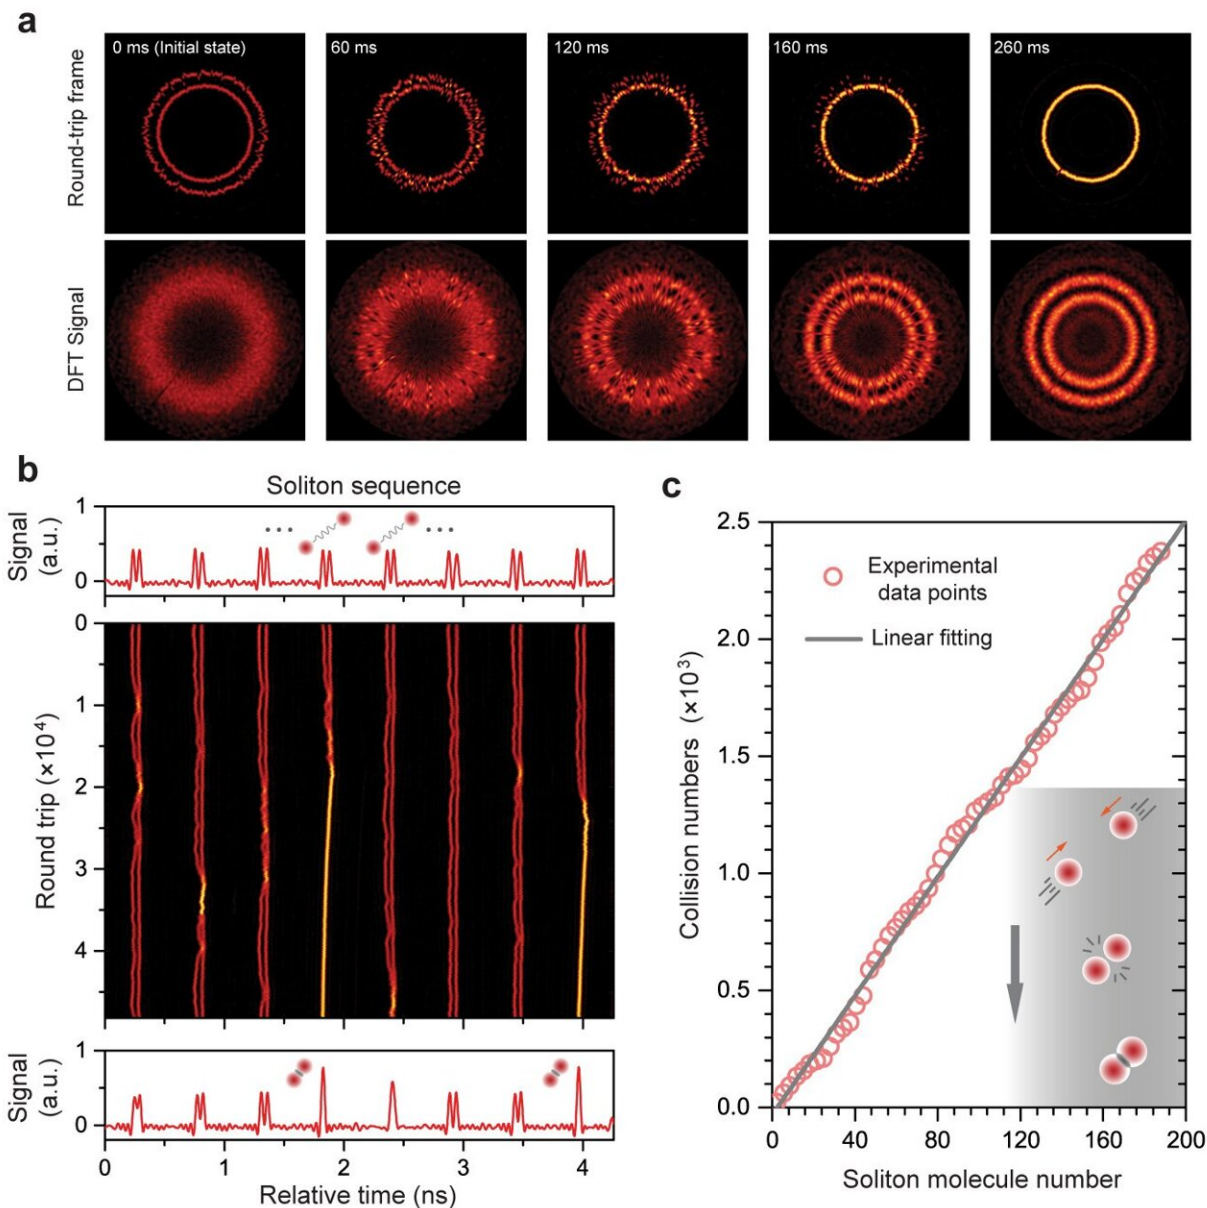 a
Round-trip frame
0 ms (Initial state)
60 ms
120 ms
160 ms
260 ms
DFT Signal
b
Soliton sequence
Signal
(a.u.)
1
0
0
1
2
3
4
Round trip (×10⁴)
Signal
(a.u.)
1
0
0 1 2 3 4
Relative time (ns)
c
2.5
2.0
1.5
1.0
0.5
0.0
Collision numbers (×10³)
Experimental
data points
Linear fitting
0 40 80 120 160 200
Soliton molecule number